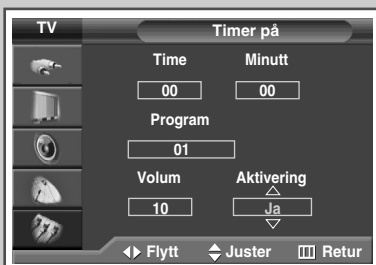 TV Timer på
Time Minutt
00 00
Program
01
Volum Aktivering
10 Ja
Flytt Juster Retur